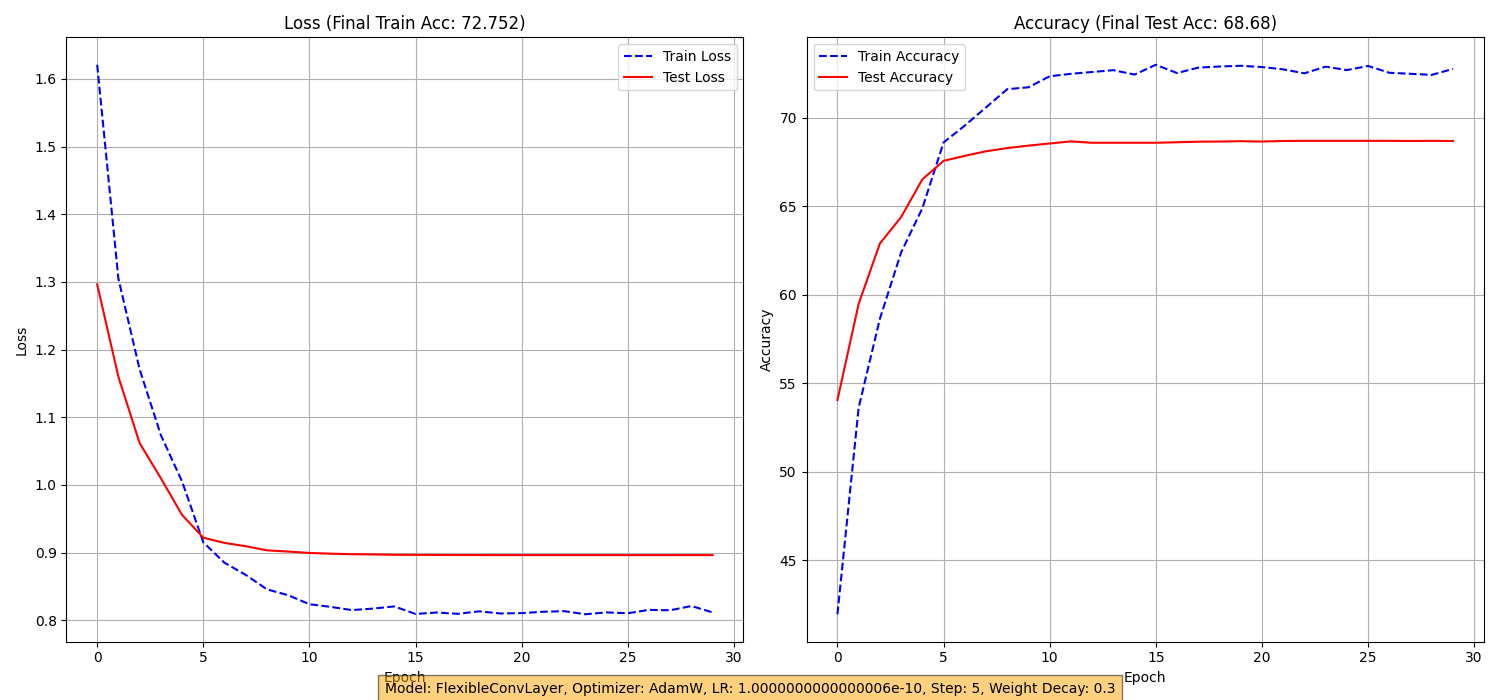 Loss (Final Train Acc: 72.752)
Train Loss
Test Loss
1.6
1.5
1.4
1.3
1.2
1.1
1.0
0.9
0.8
Loss
0 5 10 15 20 25 30
Epoch
Accuracy (Final Test Acc: 68.68)
Train Accuracy
Test Accuracy
70
65
60
55
50
45
Accuracy
0 5 10 15 20 25 30
Epoch
Model: FlexibleConvLayer, Optimizer: AdamW, LR: 1.0000000000000006e-10, Step: 5, Weight Decay: 0.3